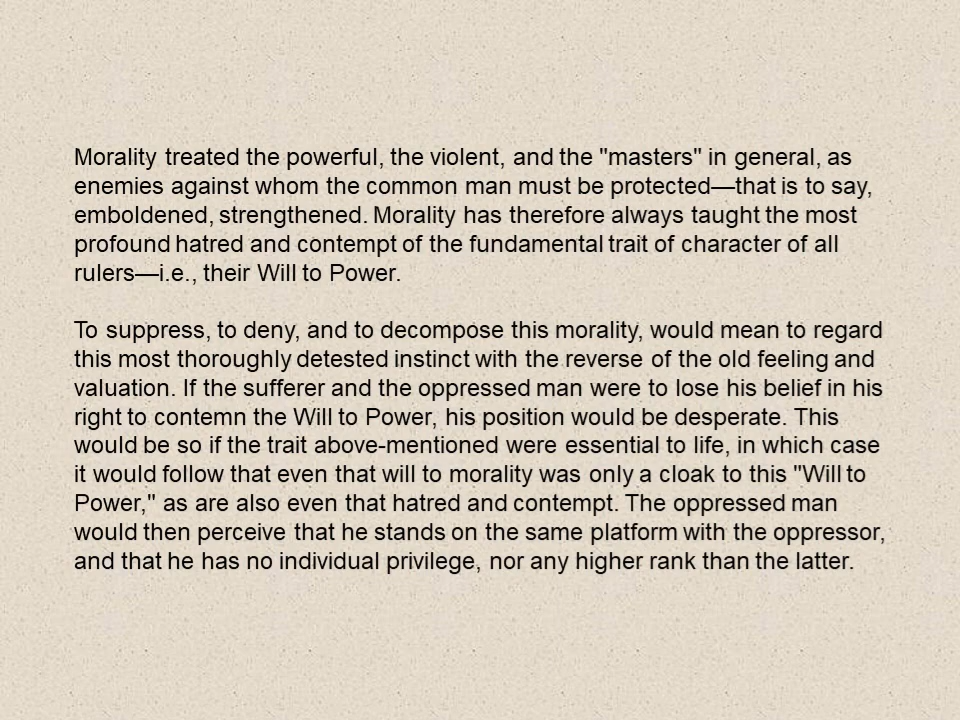 Morality treated the powerful, the violent, and the "masters" in general, as
enemies against whom the common man must be protected—that is to say,
emboldened, strengthened. Morality has therefore always taught the most
profound hatred and contempt of the fundamental trait of character of all
rulers—i.e., their Will to Power.

To suppress, to deny, and to decompose this morality, would mean to regard
this most thoroughly detested instinct with the reverse of the old feeling and
valuation. If the sufferer and the oppressed man were to lose his belief in his
right to contemn the Will to Power, his position would be desperate. This
would be so if the trait above-mentioned were essential to life, in which case
it would follow that even that will to morality was only a cloak to this "Will to
Power," as are also even that hatred and contempt. The oppressed man
would then perceive that he stands on the same platform with the oppressor,
and that he has no individual privilege, nor any higher rank than the latter.